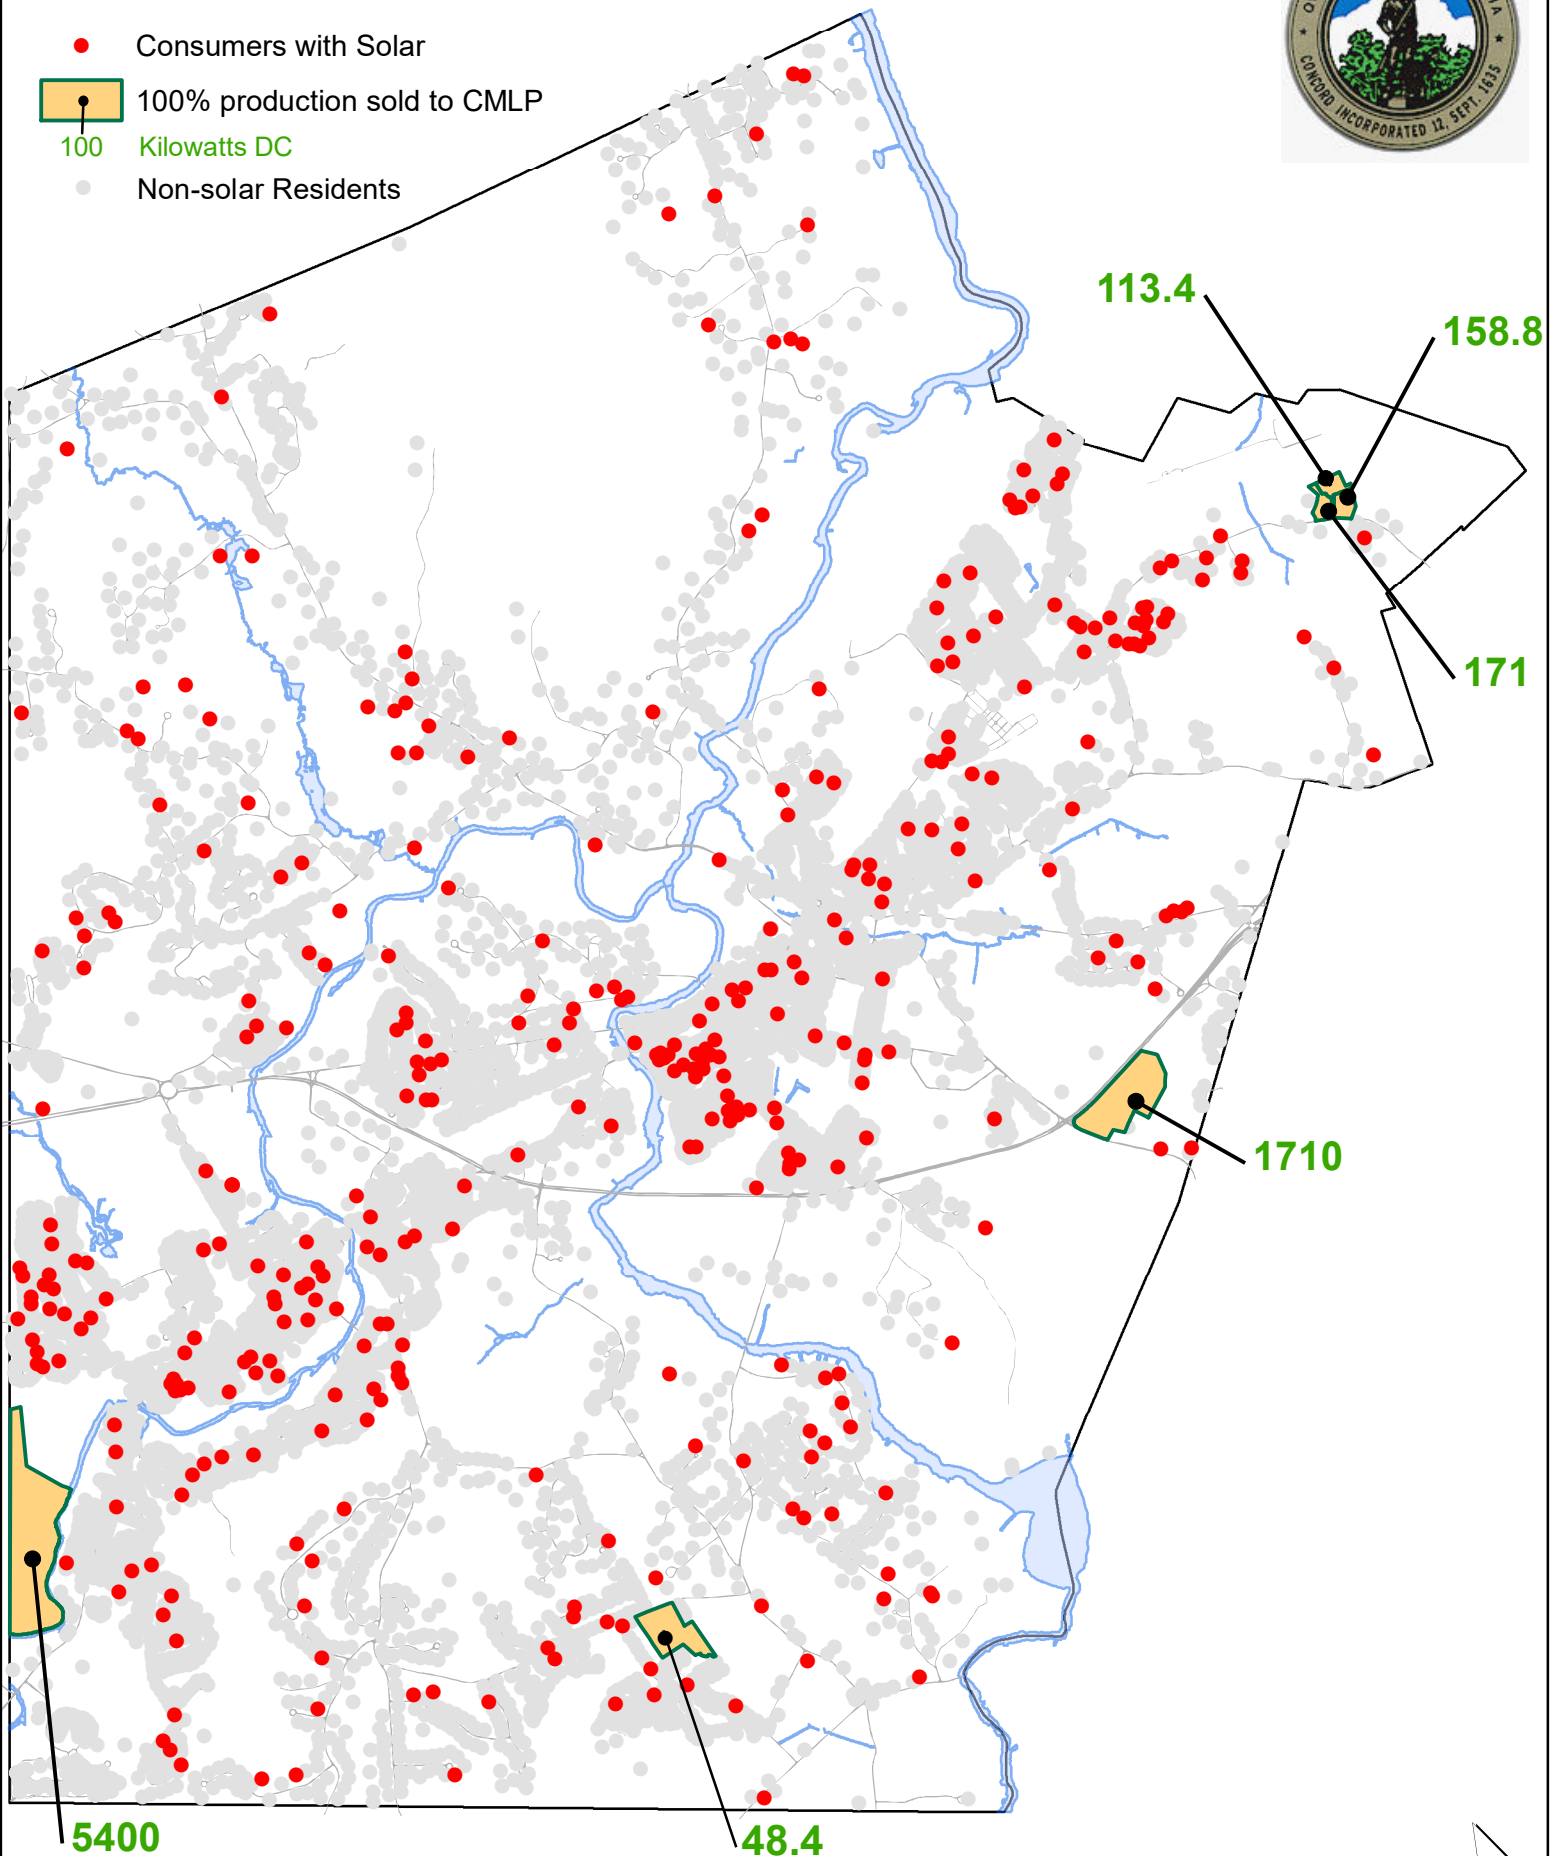 Consumers with Solar
100% production sold to CMLP
100 Kilowatts DC
Non-solar Residents
CONCORD INCORPORATED 12, SEPT. 1635
113.4
158.8
171
1710
5400
48.4